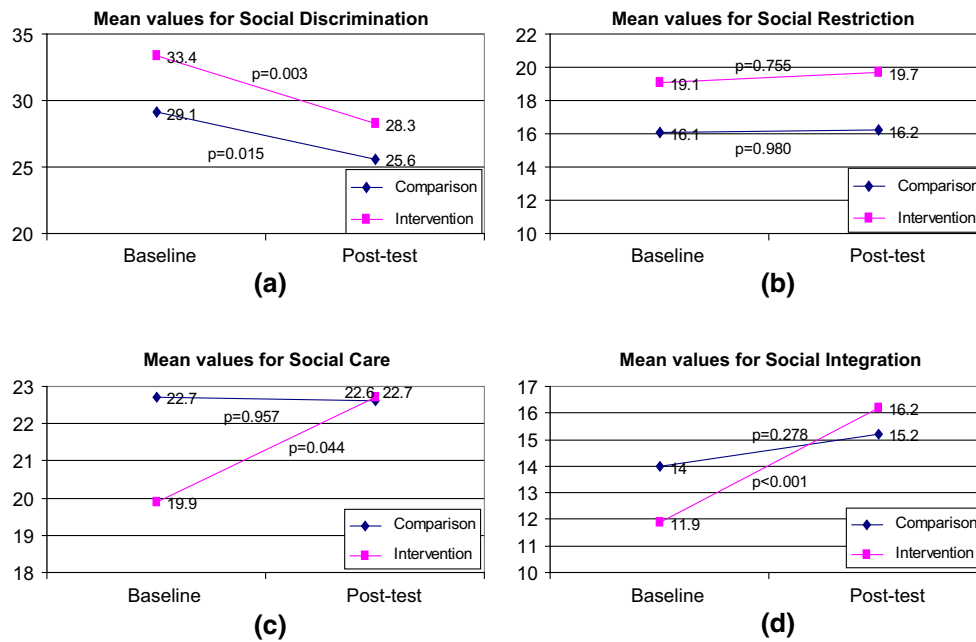 Mean values for Social Discrimination
35
30
25
20
33.4
29.1
p=0.003
p=0.015
28.3
25.6
Comparison
Intervention
Baseline
Post-test
(a)
Mean values for Social Restriction
22
20
18
16
14
12
10
19.1
p=0.755
19.7
16.1
p=0.980
16.2
Comparison
Intervention
Baseline
Post-test
(b)
Mean values for Social Care
23
22
21
20
19
18
22.7
p=0.957
22.6
22.7
p=0.044
19.9
Comparison
Intervention
Baseline
Post-test
(c)
Mean values for Social Integration
17
16
15
14
13
12
11
10
16.2
p=0.278
15.2
14
p<0.001
11.9
Comparison
Intervention
Baseline
Post-test
(d)